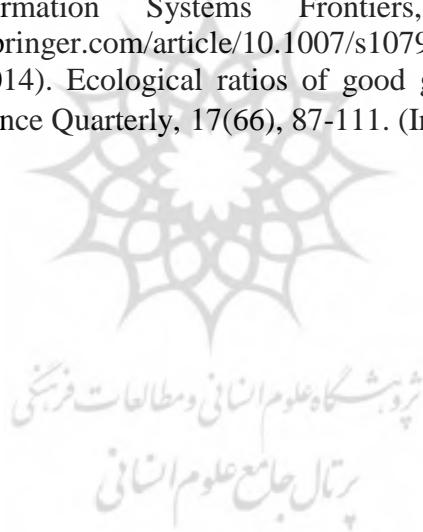 rmation Systems Frontiers,
pringer.com/article/10.1007/s1079
014). Ecological ratios of good g
nce Quarterly, 17(66), 87-111. (In
پژوهشگاه علوم انسانی و مطالعات فرهنگی
پرتال جامع علوم انسانی